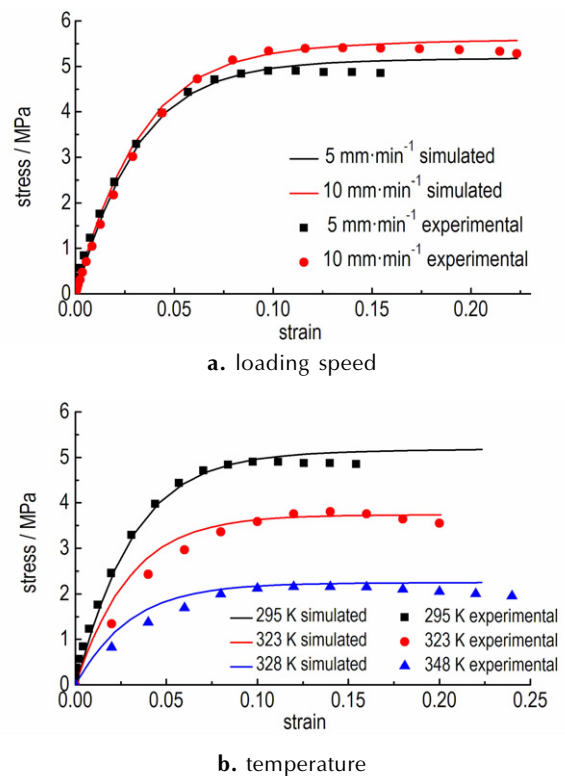 6
5
4
3
2
1
0
stress / MPa
5 mm·min⁻¹ simulated
10 mm·min⁻¹ simulated
5 mm·min⁻¹ experimental
10 mm·min⁻¹ experimental
0.00 0.05 0.10 0.15 0.20
strain
a. loading speed
6
5
4
3
2
1
0
stress / MPa
295 K simulated 295 K experimental
323 K simulated 323 K experimental
328 K simulated 348 K experimental
0.00 0.05 0.10 0.15 0.20 0.25
strain
b. temperature